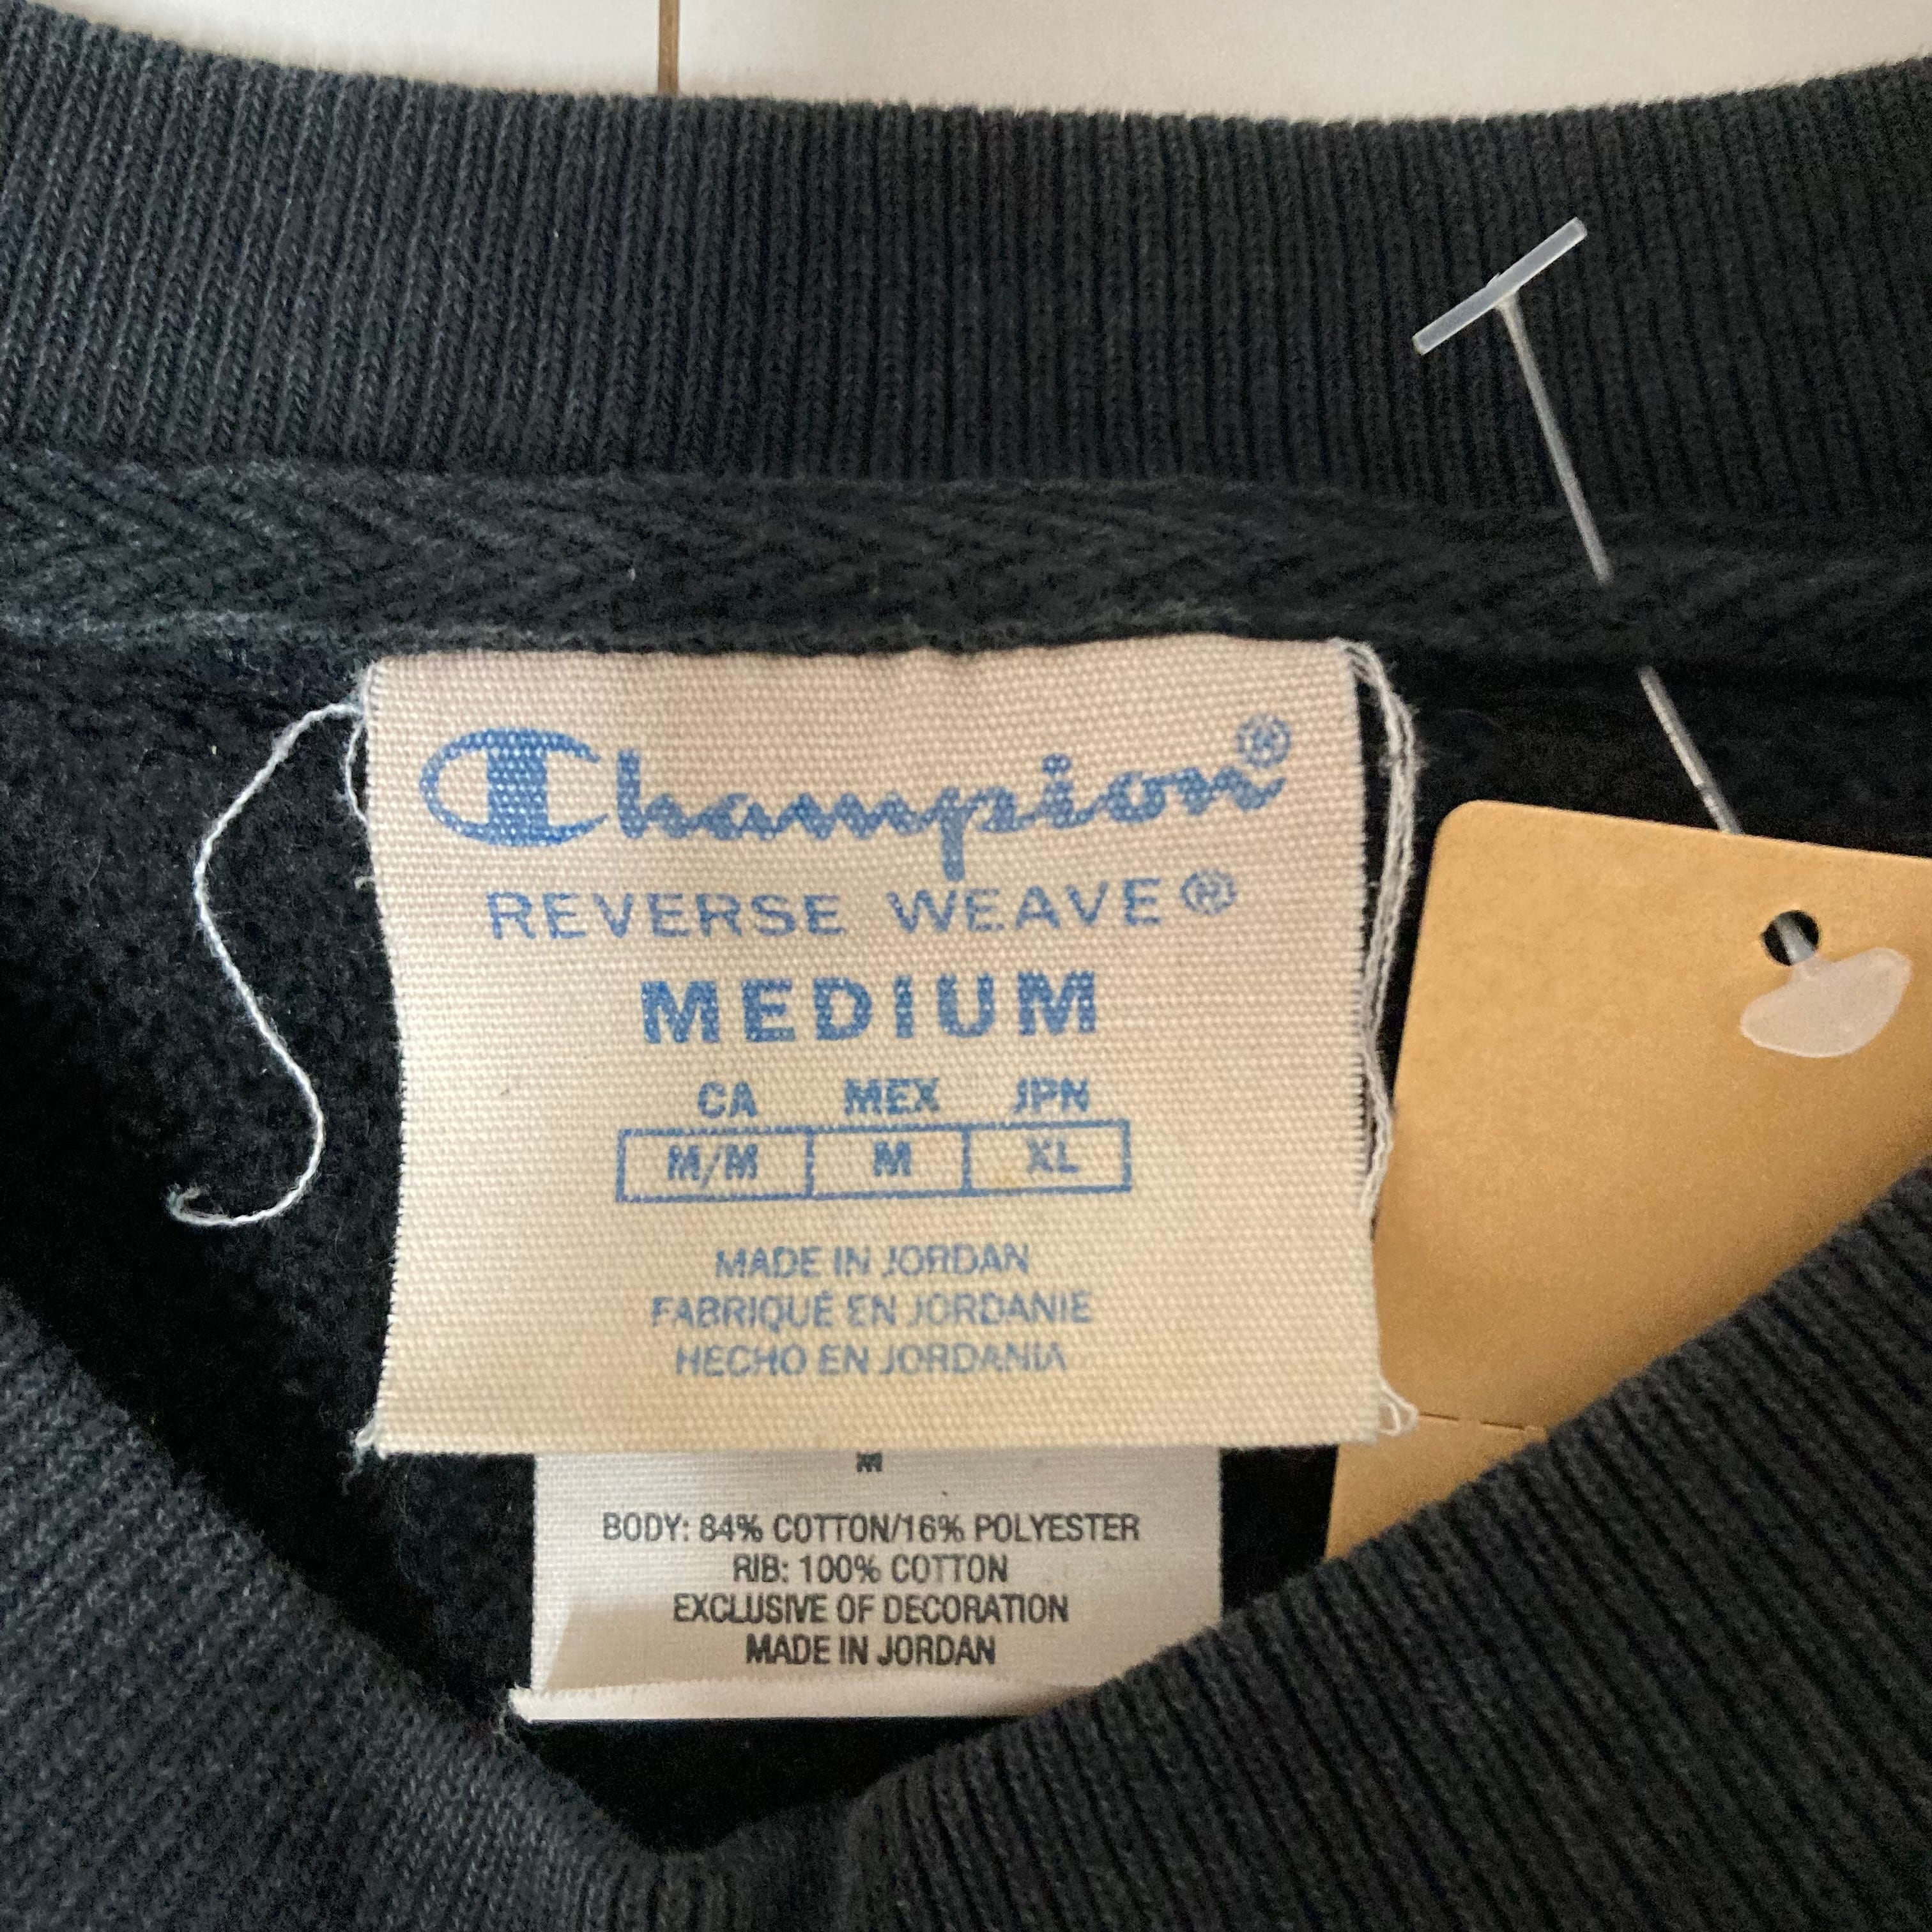 Champion®
REVERSE WEAVE®
MEDIUM
CA MEX JPN
M/M M XL
MADE IN JORDAN
FABRIQUÉ EN JORDANIE
HECHO EN JORDANIA
M
BODY: 84% COTTON/16% POLYESTER
RIB: 100% COTTON
EXCLUSIVE OF DECORATION
MADE IN JORDAN